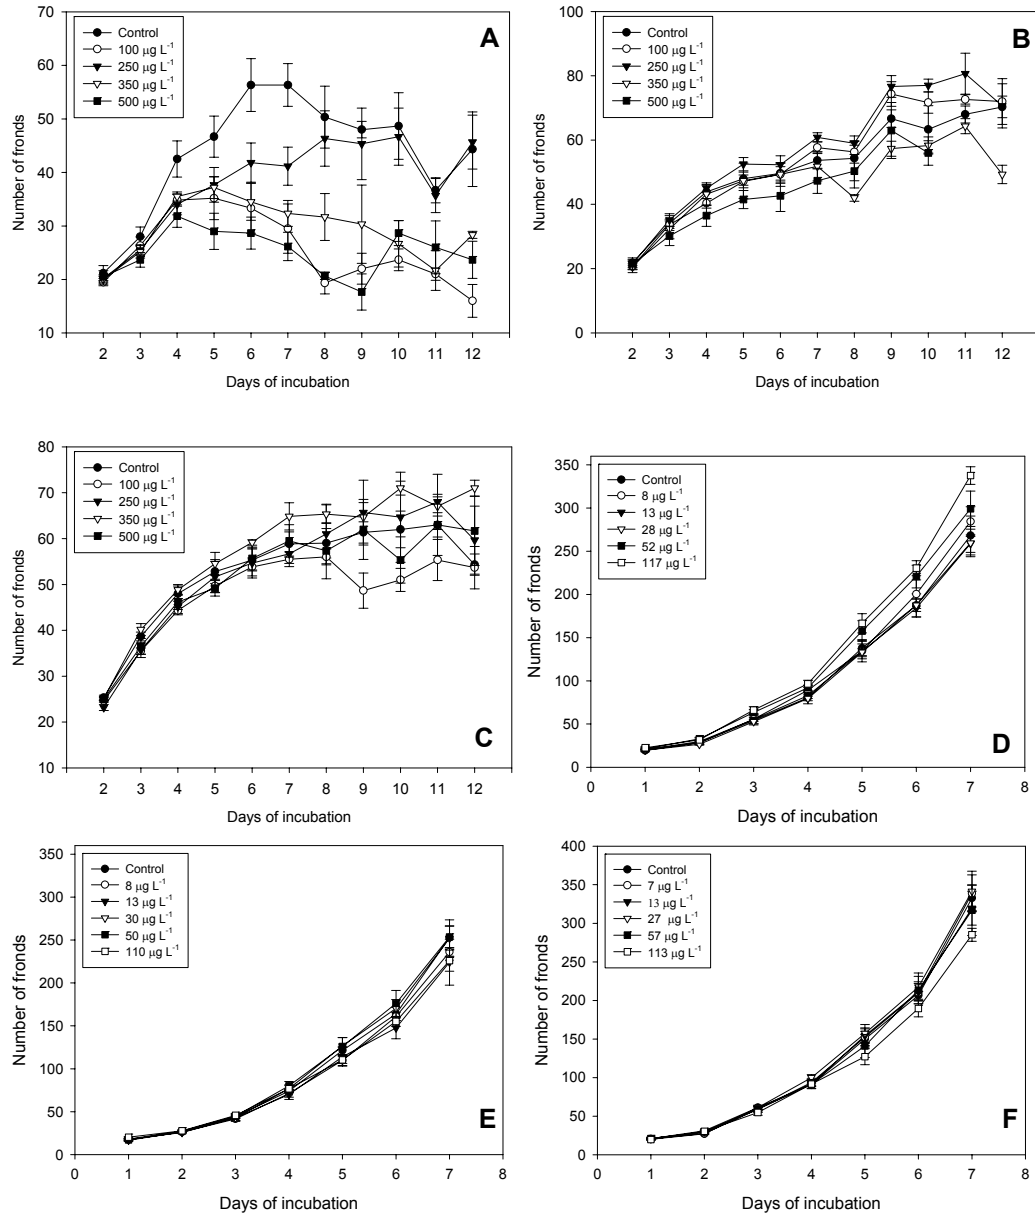 A
Control
100 µg L⁻¹
250 µg L⁻¹
350 µg L⁻¹
500 µg L⁻¹
Number of fronds
70
60
50
40
30
20
10
2 3 4 5 6 7 8 9 10 11 12
Days of incubation
B
Control
100 µg L⁻¹
250 µg L⁻¹
350 µg L⁻¹
500 µg L⁻¹
Number of fronds
100
80
60
40
20
0
2 3 4 5 6 7 8 9 10 11 12
Days of incubation
C
Control
100 µg L⁻¹
250 µg L⁻¹
350 µg L⁻¹
500 µg L⁻¹
Number of fronds
80
70
60
50
40
30
20
10
2 3 4 5 6 7 8 9 10 11 12
Days of incubation
D
Control
8 µg L⁻¹
13 µg L⁻¹
28 µg L⁻¹
52 µg L⁻¹
117 µg L⁻¹
Number of fronds
350
300
250
200
150
100
50
0
0 1 2 3 4 5 6 7 8
Days of incubation
E
Control
8 µg L⁻¹
13 µg L⁻¹
30 µg L⁻¹
50 µg L⁻¹
110 µg L⁻¹
Number of fronds
350
300
250
200
150
100
50
0
0 1 2 3 4 5 6 7 8
Days of incubation
F
Control
7 µg L⁻¹
13 µg L⁻¹
27 µg L⁻¹
57 µg L⁻¹
113 µg L⁻¹
Number of fronds
400
350
300
250
200
150
100
50
0
0 1 2 3 4 5 6 7 8
Days of incubation